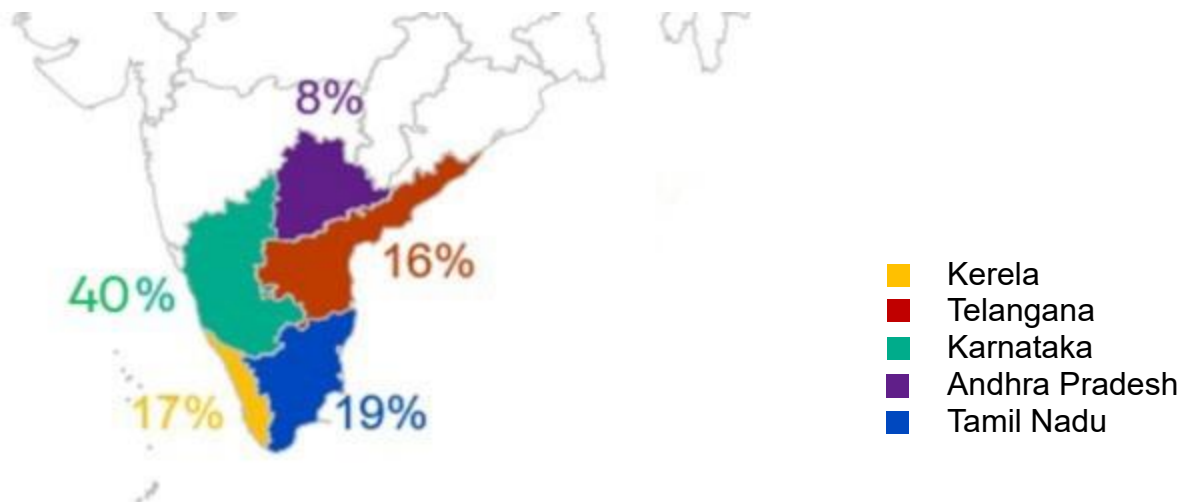 8%
16%
40%
17%
19%
Kerela
Telangana
Karnataka
Andhra Pradesh
Tamil Nadu